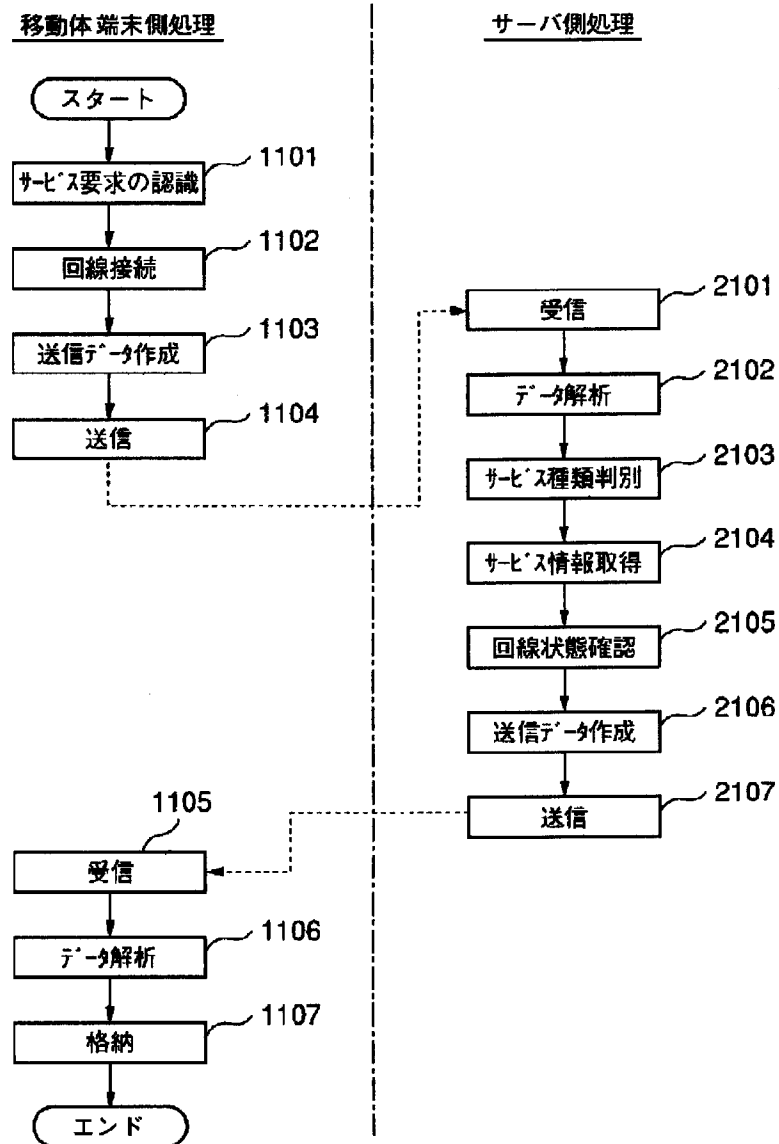 移動体端末側処理
スタート
1101
サービス要求の認識
1102
回線接続
1103
送信データ作成
1104
送信
サーバ側処理
2101
受信
2102
データ解析
2103
サービス種類判別
2104
サービス情報取得
2105
回線状態確認
2106
送信データ作成
2107
送信
1105
受信
1106
データ解析
1107
格納
エンド